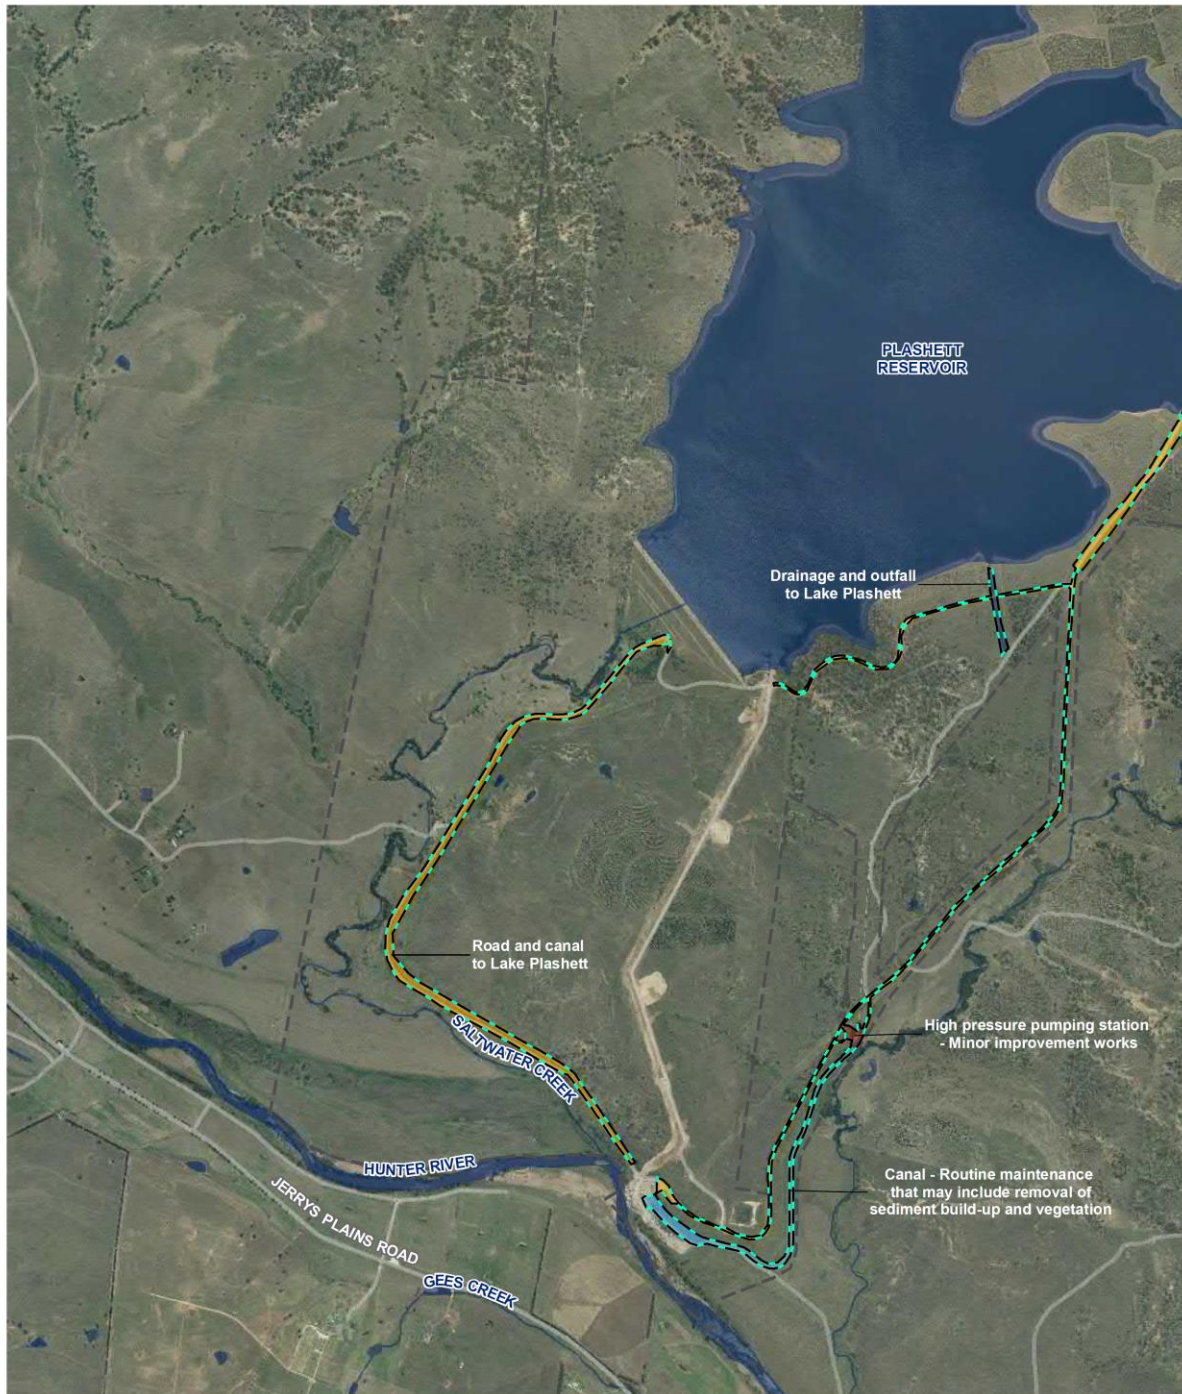 PLASHETT
RESERVOIR
Drainage and outfall
to Lake Plashett
Road and canal
to Lake Plashett
SALTWATER CREEK
High pressure pumping station
- Minor improvement works
HUNTER RIVER
Canal - Routine maintenance
that may include removal of
sediment build-up and vegetation
JERRYS PLAINS ROAD
GEES CREEK